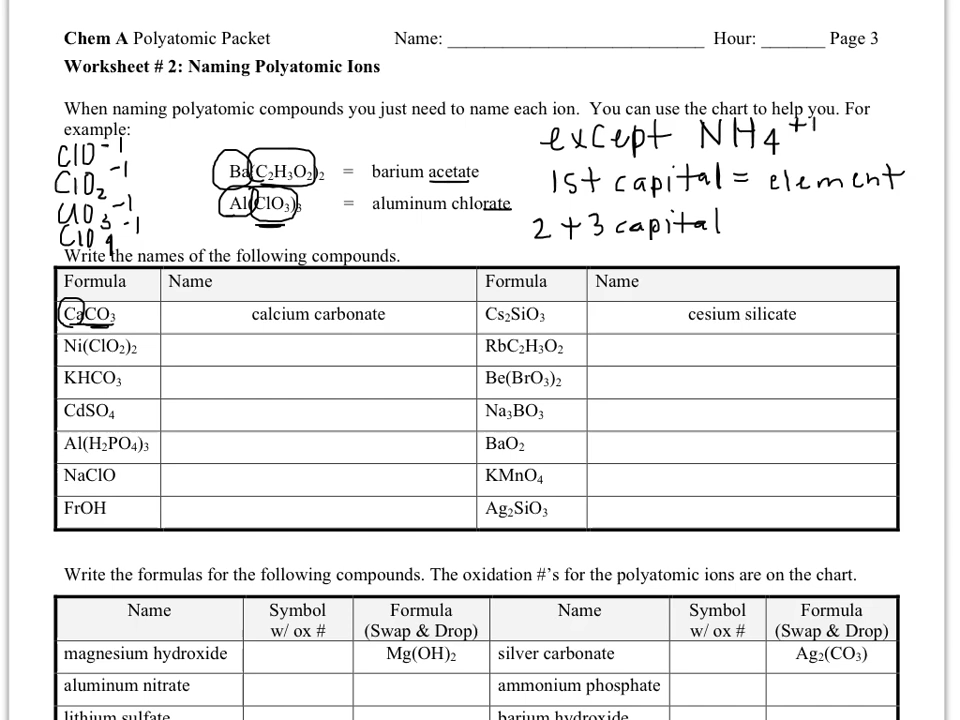 Chem A Polyatomic Packet Name: ____________________________ Hour: _______ Page 3
Worksheet # 2: Naming Polyatomic Ions
When naming polyatomic compounds you just need to name each ion. You can use the chart to help you. For
example:
except NH₄⁺¹
ClO⁻¹
ClO₂⁻¹
ClO₃⁻¹
ClO₄⁻¹
Ba(C₂H₃O₂)₂ = barium acetate
Al(ClO₃)₃ = aluminum chlorate
1st capital = element
2 + 3 capital
Write the names of the following compounds.
Formula Name Formula Name
CaCO₃ calcium carbonate Cs₂SiO₃ cesium silicate
Ni(ClO₂)₂ RbC₂H₃O₂
KHCO₃ Be(BrO₃)₂
CdSO₄ Na₃BO₃
Al(H₂PO₄)₃ BaO₂
NaClO KMnO₄
FrOH Ag₂SiO₃
Write the formulas for the following compounds. The oxidation #’s for the polyatomic ions are on the chart.
Name Symbol Formula Name Symbol Formula
w/ ox # (Swap & Drop) w/ ox # (Swap & Drop)
magnesium hydroxide Mg(OH)₂ silver carbonate Ag₂(CO₃)
aluminum nitrate ammonium phosphate
lithium sulfate barium hydroxide